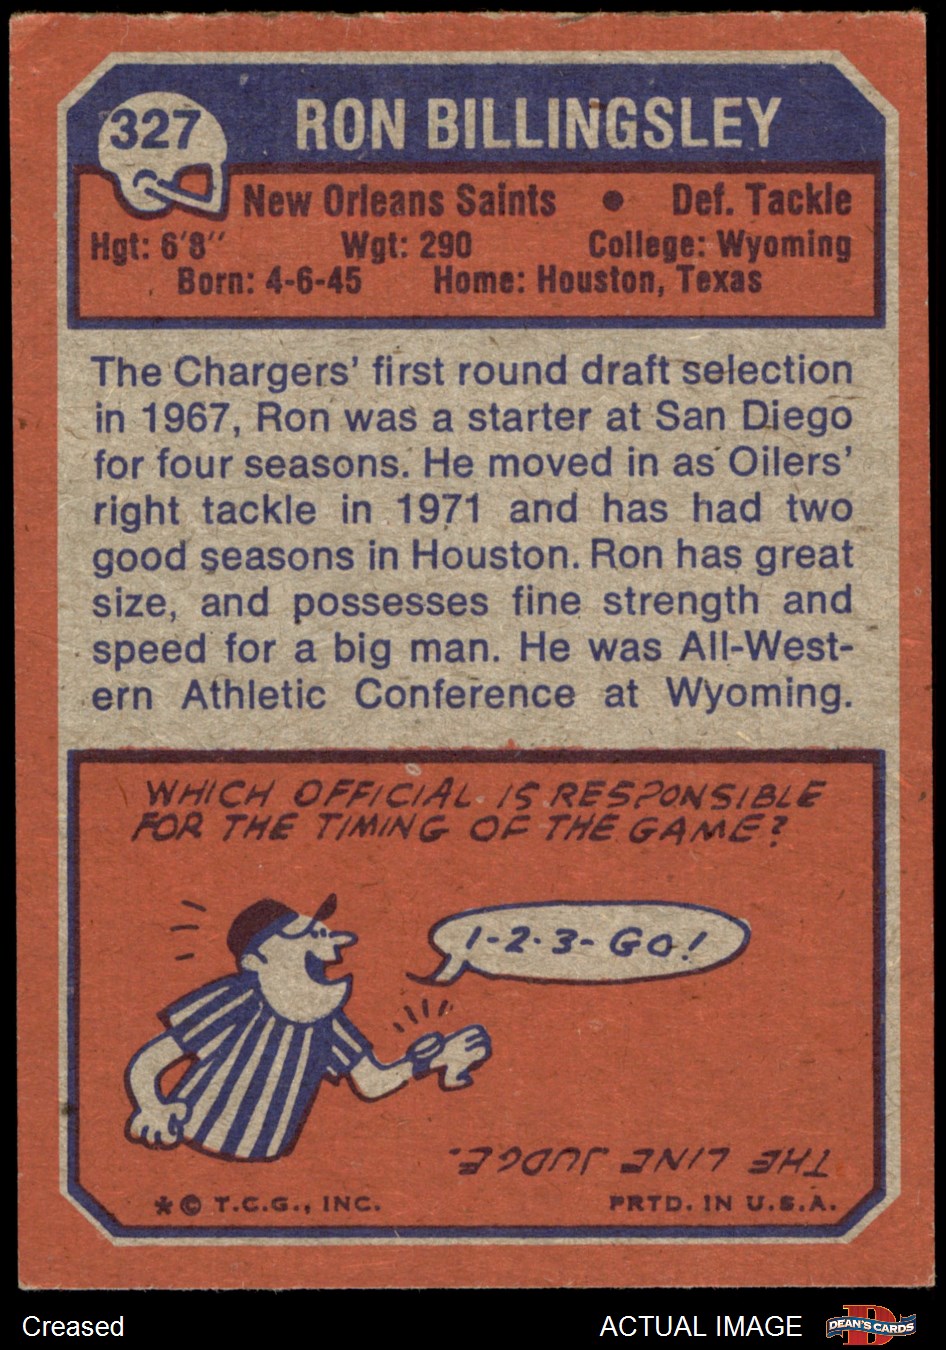 327
RON BILLINGSLEY
New Orleans Saints • Def. Tackle
Hgt: 6'8'' Wgt: 290 College: Wyoming
Born: 4-6-45 Home: Houston, Texas
The Chargers' first round draft selection
in 1967, Ron was a starter at San Diego
for four seasons. He moved in as Oilers'
right tackle in 1971 and has had two
good seasons in Houston. Ron has great
size, and possesses fine strength and
speed for a big man. He was All-West-
ern Athletic Conference at Wyoming.
WHICH OFFICIAL IS RESPONSIBLE
FOR THE TIMING OF THE GAME?
1-2-3-GO!
THE LINE JUDGE.
*© T.C.G., INC. PRTD. IN U.S.A.
Creased
ACTUAL IMAGE
DEAN'S CARDS